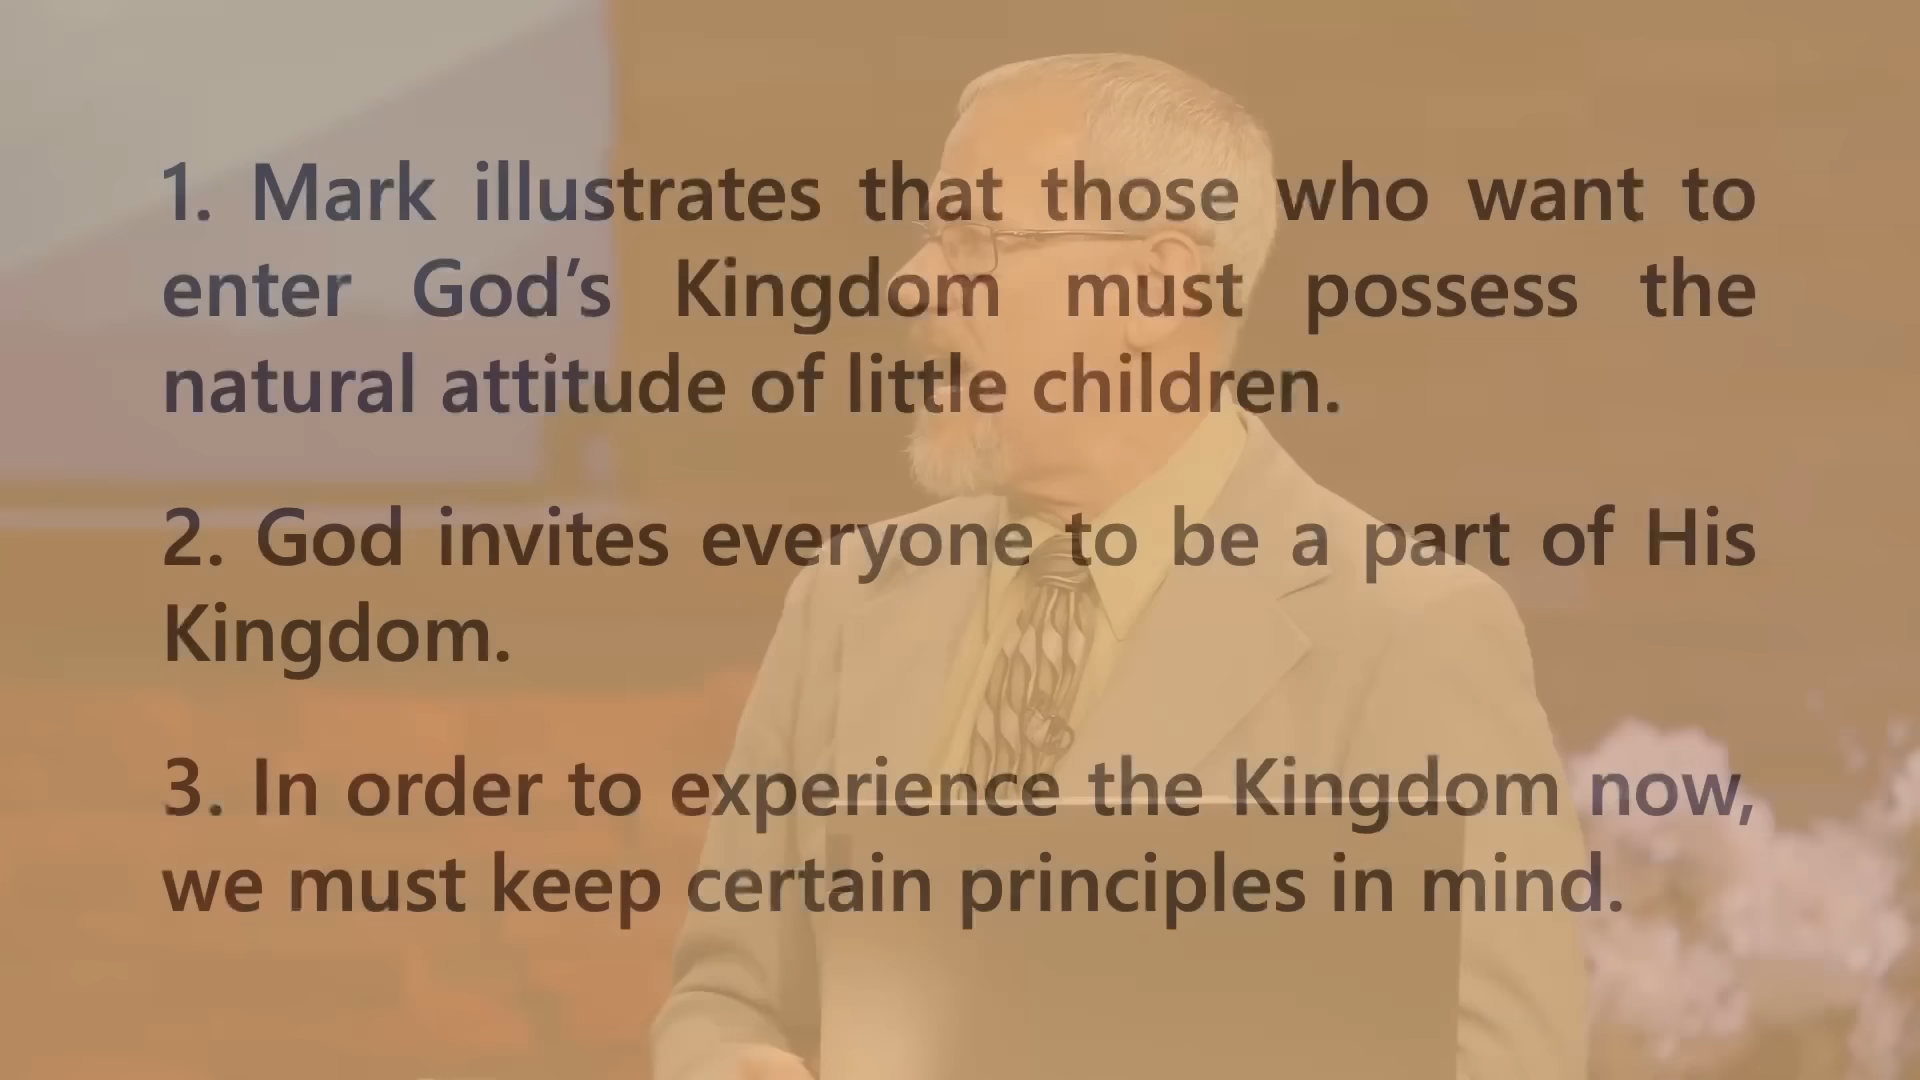 1. Mark illustrates that those who want to
enter God’s Kingdom must possess the
natural attitude of little children.
2. God invites everyone to be a part of His
Kingdom.
3. In order to experience the Kingdom now,
we must keep certain principles in mind.